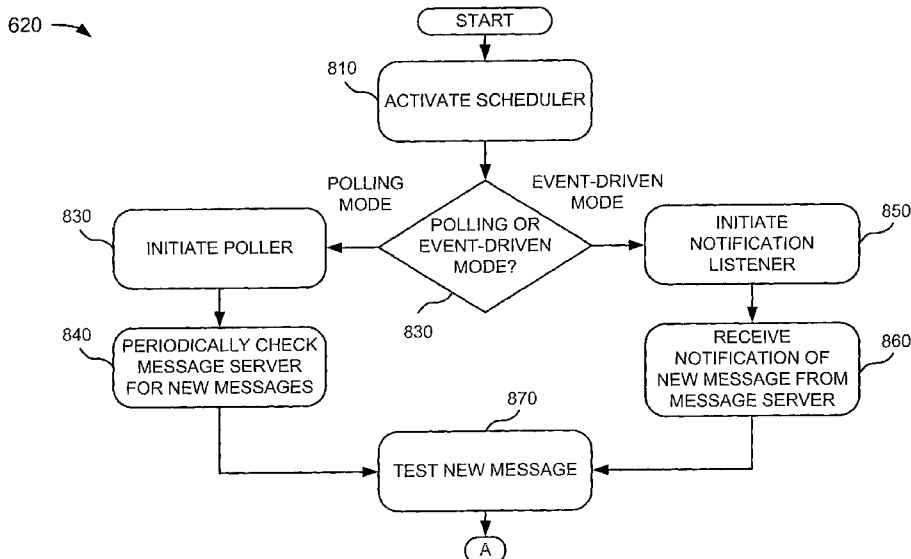 620
START
810
ACTIVATE SCHEDULER
POLLING
MODE
EVENT-DRIVEN
MODE
830
INITIATE POLLER
POLLING OR
EVENT-DRIVEN
MODE?
830
INITIATE
NOTIFICATION
LISTENER
850
840
PERIODICALLY CHECK
MESSAGE SERVER
FOR NEW MESSAGES
RECEIVE
NOTIFICATION OF
NEW MESSAGE FROM
MESSAGE SERVER
860
870
TEST NEW MESSAGE
A